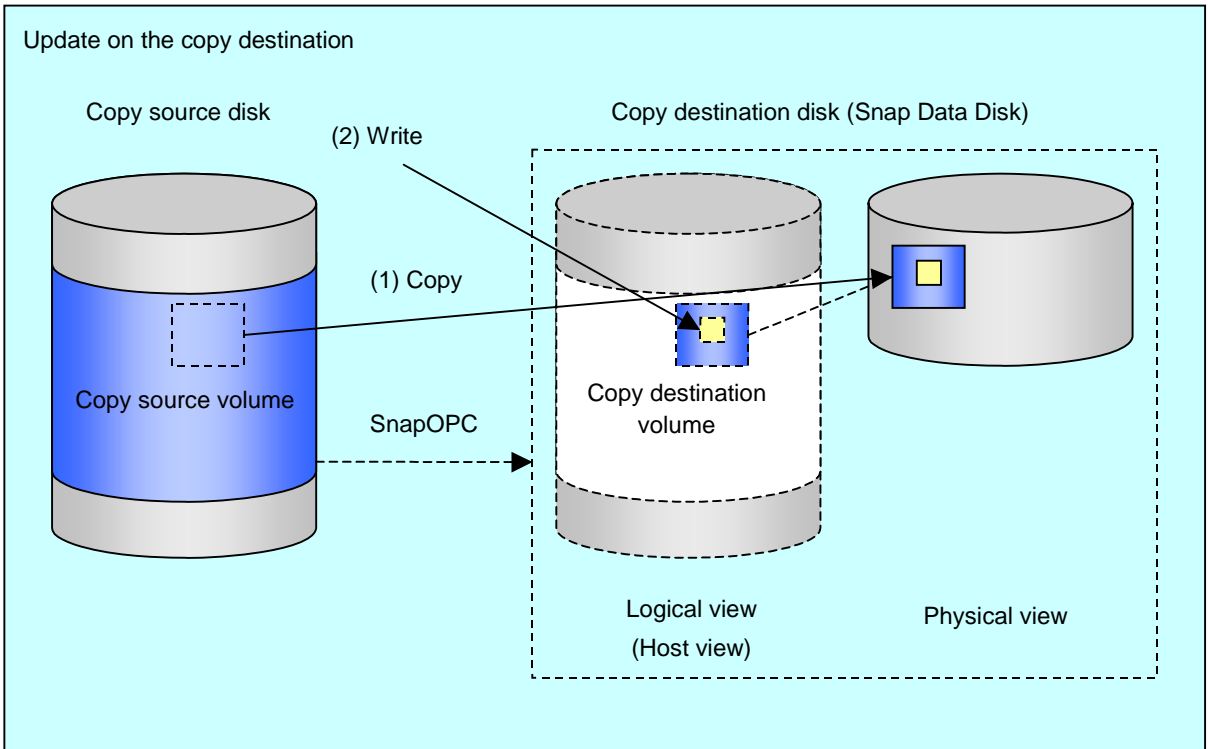 Update on the copy destination
Copy source disk
Copy destination disk (Snap Data Disk)
(2) Write
(1) Copy
Copy source volume
Copy destination
volume
SnapOPC
Logical view
(Host view)
Physical view